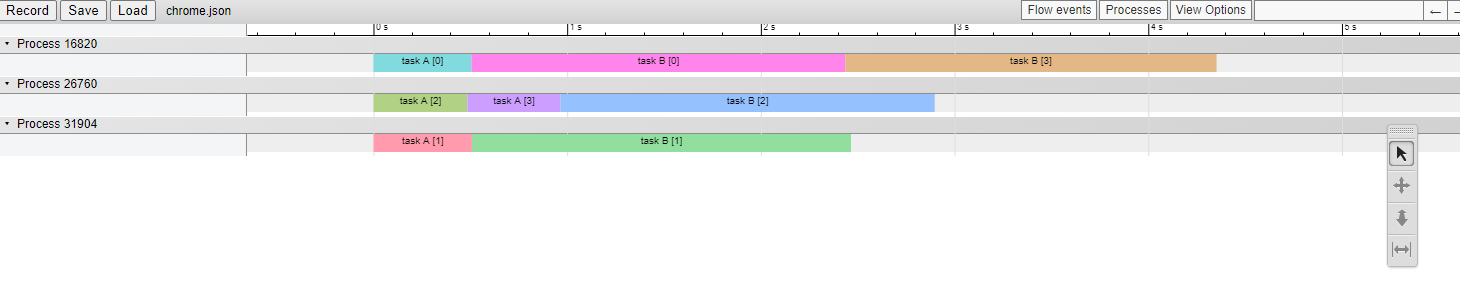 Record Save Load chrome.json Flow events Processes View Options ← →
0 s 1 s 2 s 3 s 4 s 5 s
Process 16820
task A [0] task B [0] task B [3]
Process 26760
task A [2] task A [3] task B [2]
Process 31904
task A [1] task B [1]